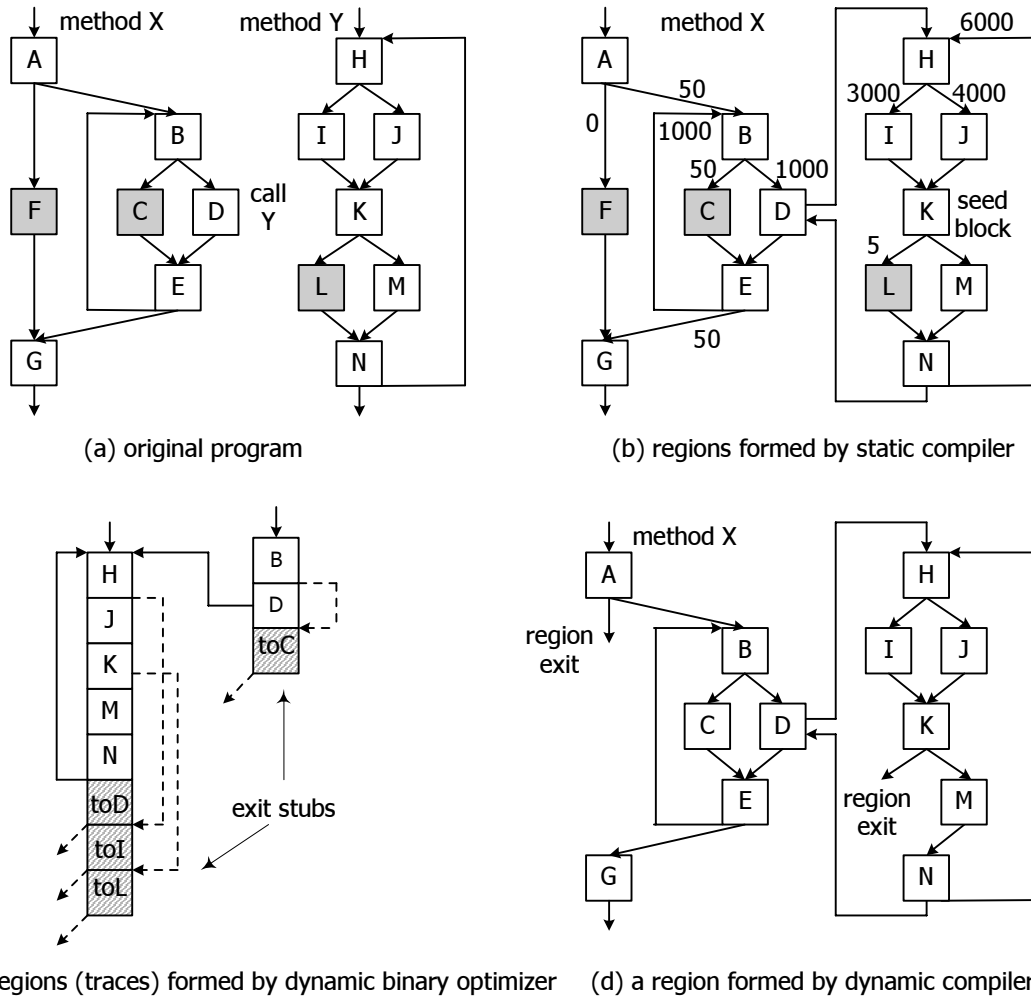 method X
method Y
A
H
B
I
J
F
C
D
call
Y
K
E
L
M
G
N
(a) original program
method X
6000
A
H
50
3000
4000
0
1000
B
I
J
50
1000
F
C
D
K
seed
block
5
E
L
M
50
G
N
(b) regions formed by static compiler
H
J
K
M
N
toD
toI
toL
B
D
toC
exit stubs
egions (traces) formed by dynamic binary optimizer
method X
A
H
region
exit
B
I
J
C
D
K
E
region
exit
M
G
N
(d) a region formed by dynamic compiler